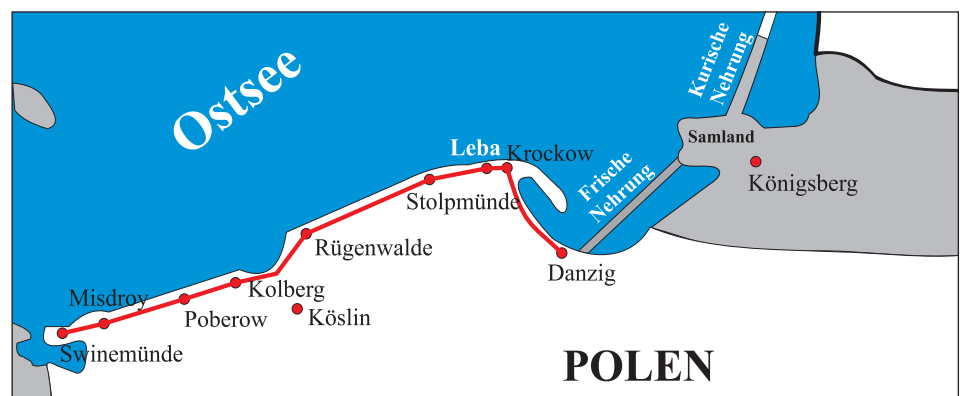 Ostsee
Kurische
Nehrung
Samland
Leba
Krockow
Frische
Nehrung
Königsberg
Stolpmünde
Rügenwalde
Danzig
Misdroy
Kolberg
Poberow
Köslin
Swinemünde
POLEN